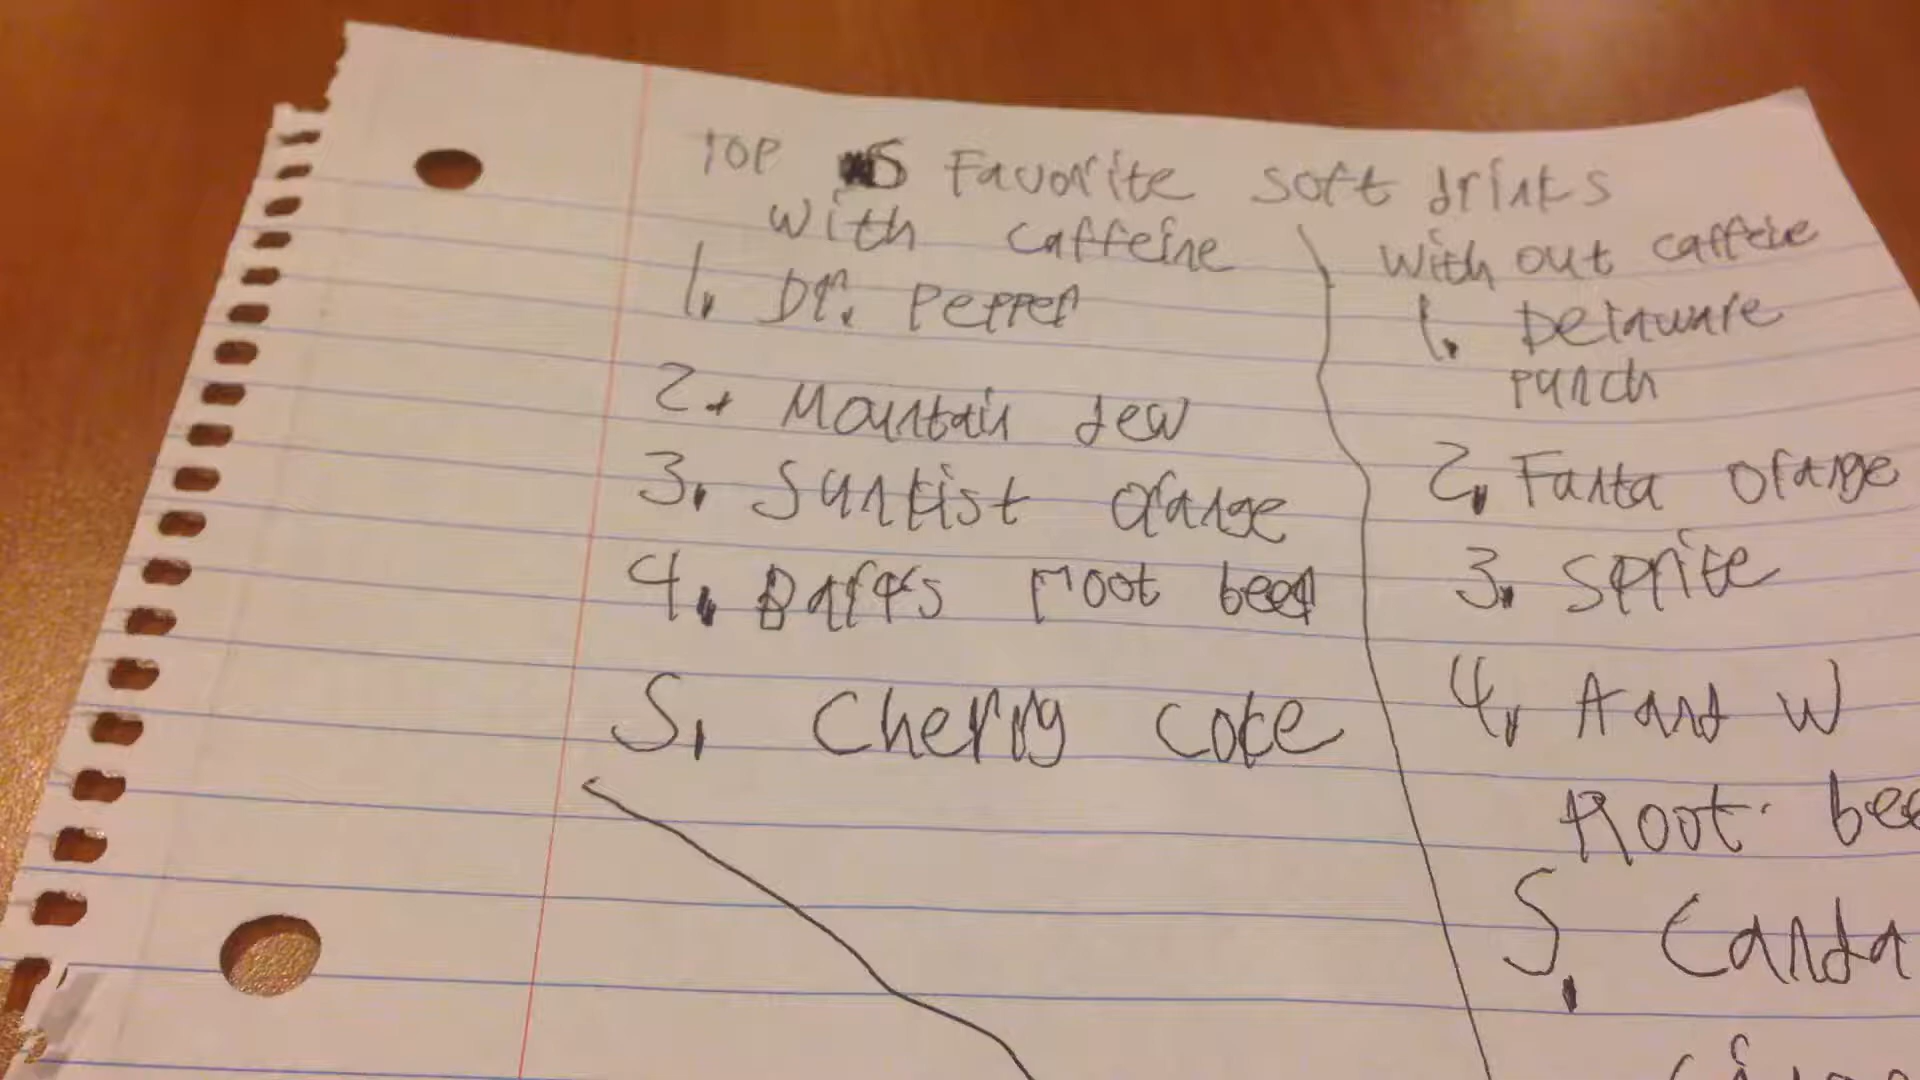 TOP 5 Favorite soft drinks
with caffeine
1. Dr. Pepper
2. Mountain dew
3. Sunkist orange
4. Barq's root beer
5. Cherry coke
with out caffeine
1. Delaware
punch
2. Fanta orange
3. Sprite
4. A and W
Root bee
5. Canda